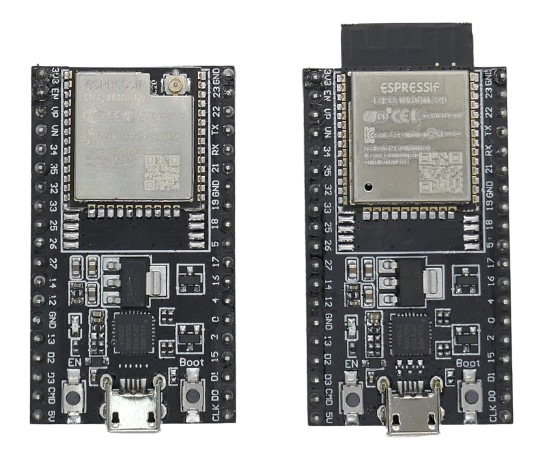 3V3
EN
VP
VN
34
35
32
33
25
26
27
14
12
GND
13
D2
D3
CMD
5V
ESPRESSIF
GND
23
22
TX
RX
21
GND
19
18
5
17
16
4
0
2
15
D1
D0
CLK
EN
Boot
3V3
EN
VP
VN
34
35
32
33
25
26
27
14
12
GND
13
D2
D3
CMD
5V
ESPRESSIF
GND
23
22
TX
RX
21
GND
19
18
5
17
16
4
0
2
15
D1
D0
CLK
EN
Boot